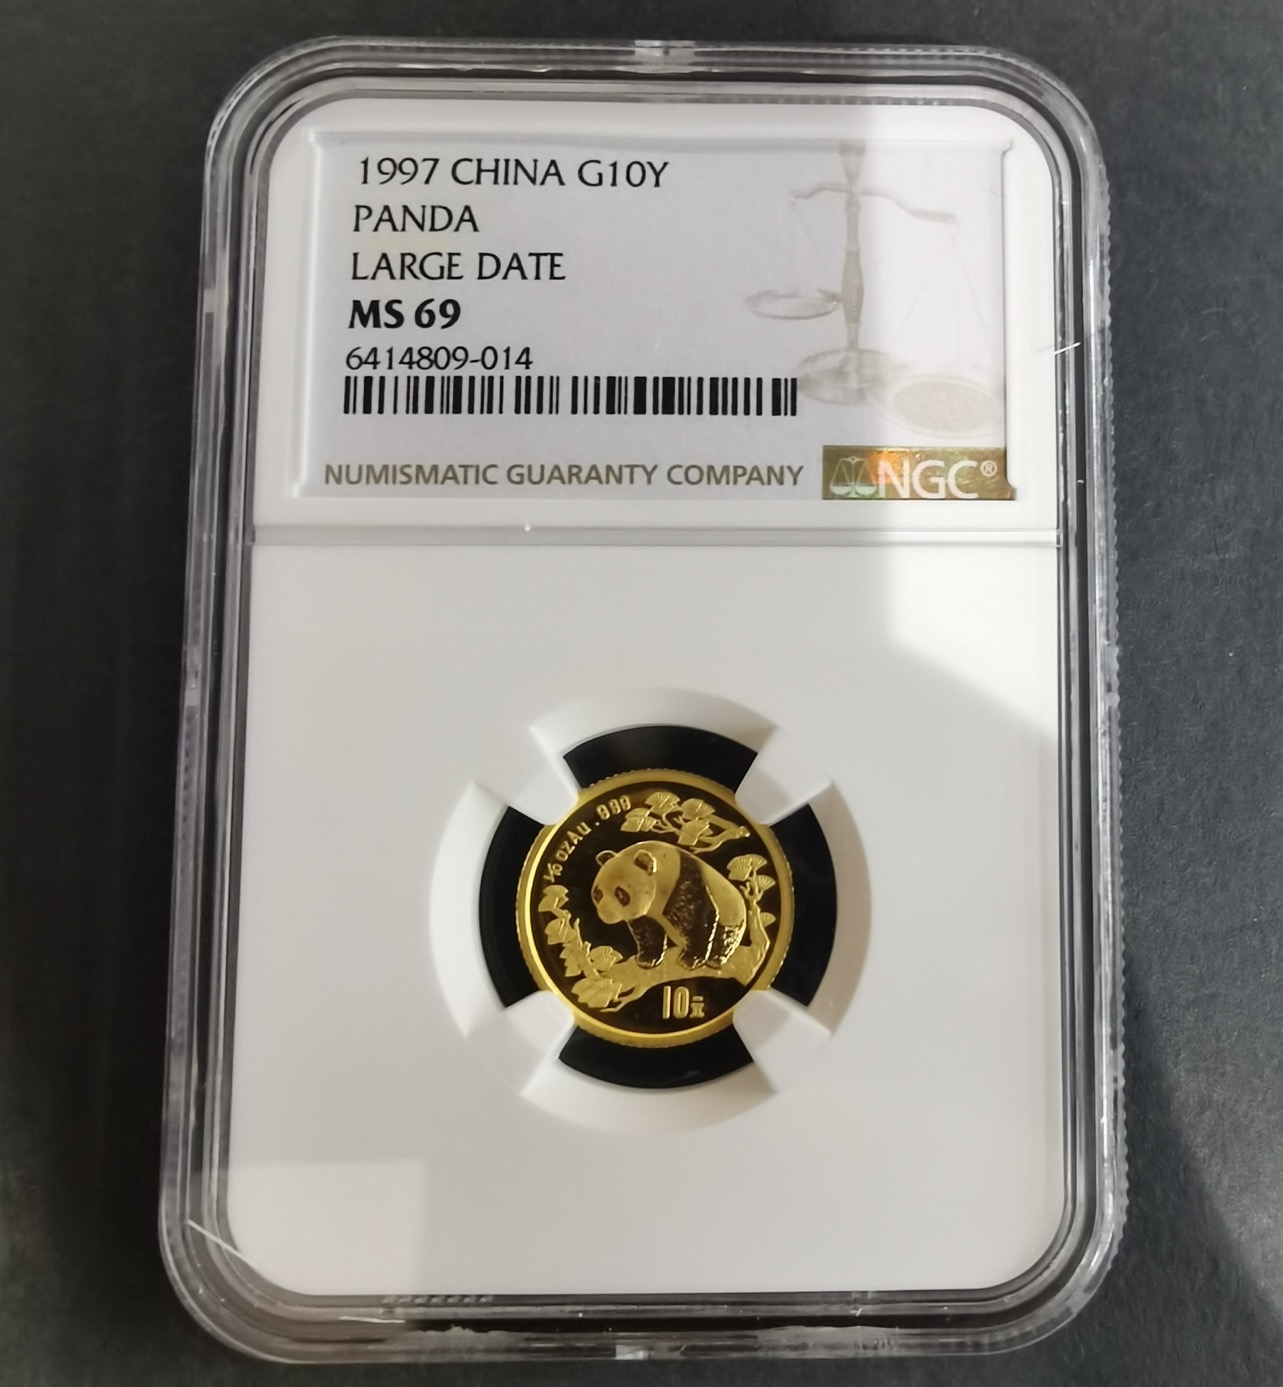 1997 CHINA G10Y
PANDA
LARGE DATE
MS 69
6414809-014
NUMISMATIC GUARANTY COMPANY
NGC®
1/10 oz Au .999
10元